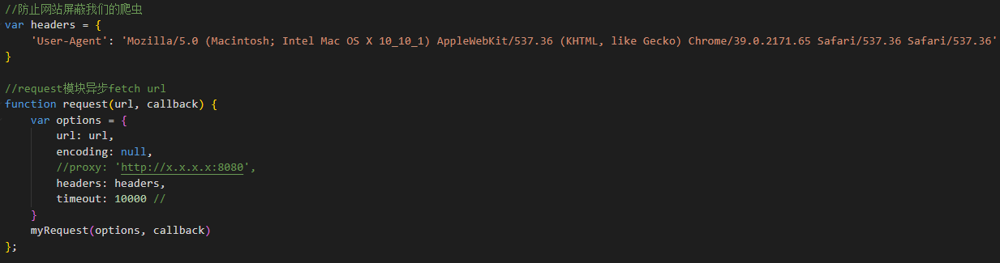 //防止网站屏蔽我们的爬虫
var headers = {
    'User-Agent': 'Mozilla/5.0 (Macintosh; Intel Mac OS X 10_10_1) AppleWebKit/537.36 (KHTML, like Gecko) Chrome/39.0.2171.65 Safari/537.36 Safari/537.36'
}

//request模块异步fetch url
function request(url, callback) {
    var options = {
        url: url,
        encoding: null,
        //proxy: 'http://x.x.x.x:8080',
        headers: headers,
        timeout: 10000 //
    }
    myRequest(options, callback)
};